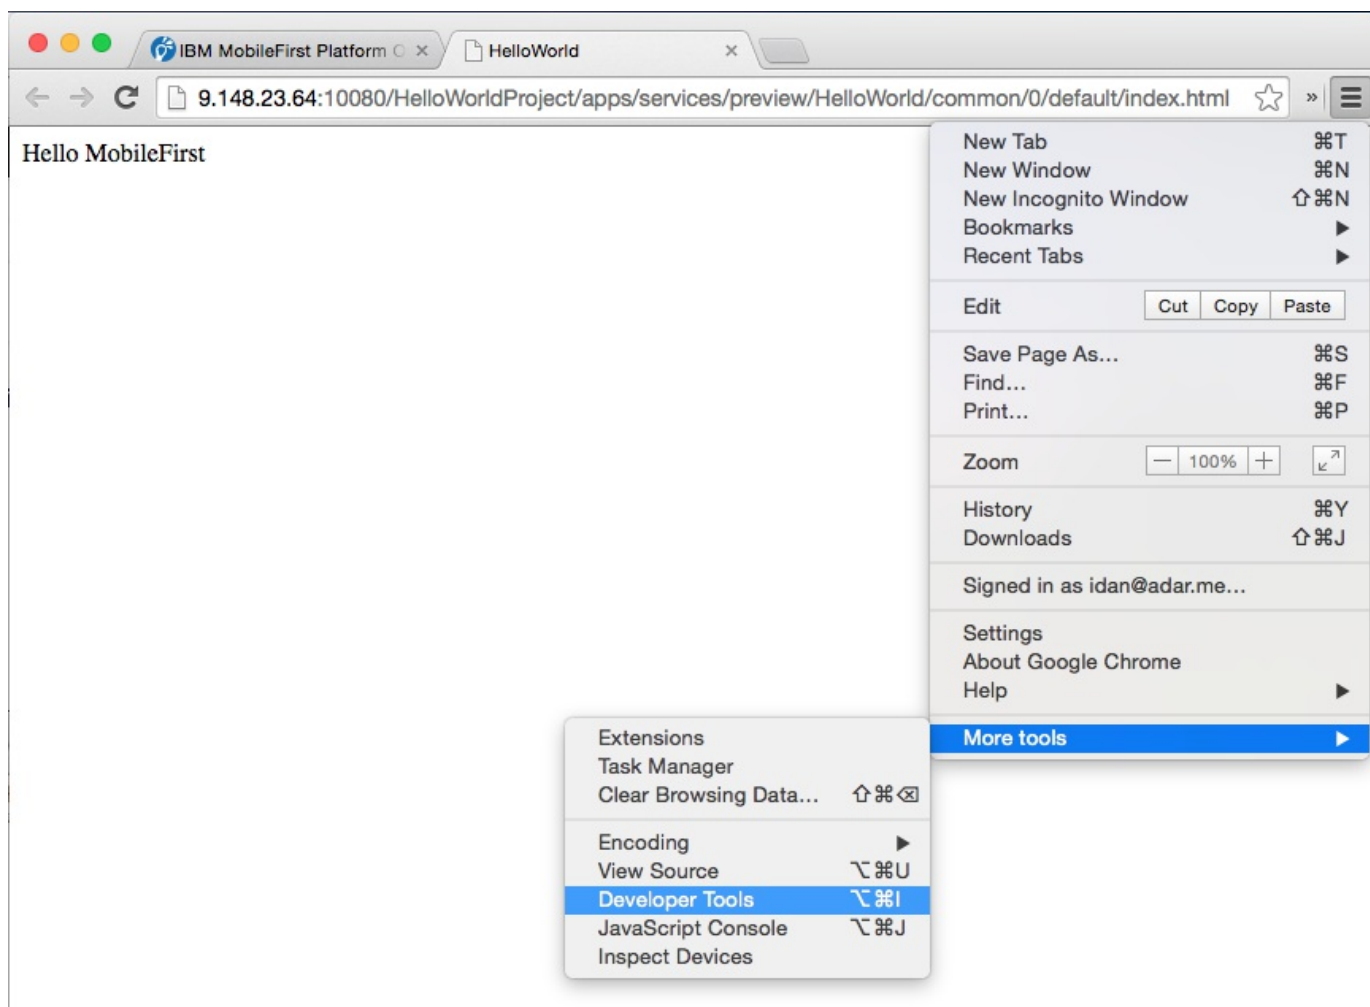 IBM MobileFirst Platform O ×
HelloWorld ×
9.148.23.64:10080/HelloWorldProject/apps/services/preview/HelloWorld/common/0/default/index.html »
Hello MobileFirst
New Tab ⌘T
New Window ⌘N
New Incognito Window ⇧⌘N
Bookmarks ▶
Recent Tabs ▶
Edit Cut Copy Paste
Save Page As... ⌘S
Find... ⌘F
Print... ⌘P
Zoom — 100% +
History ⌘Y
Downloads ⇧⌘J
Signed in as idan@adar.me...
Settings
About Google Chrome
Help ▶
More tools ▶
Extensions
Task Manager
Clear Browsing Data... ⇧⌘⌫
Encoding ▶
View Source ⌥⌘U
Developer Tools ⌥⌘I
JavaScript Console ⌥⌘J
Inspect Devices